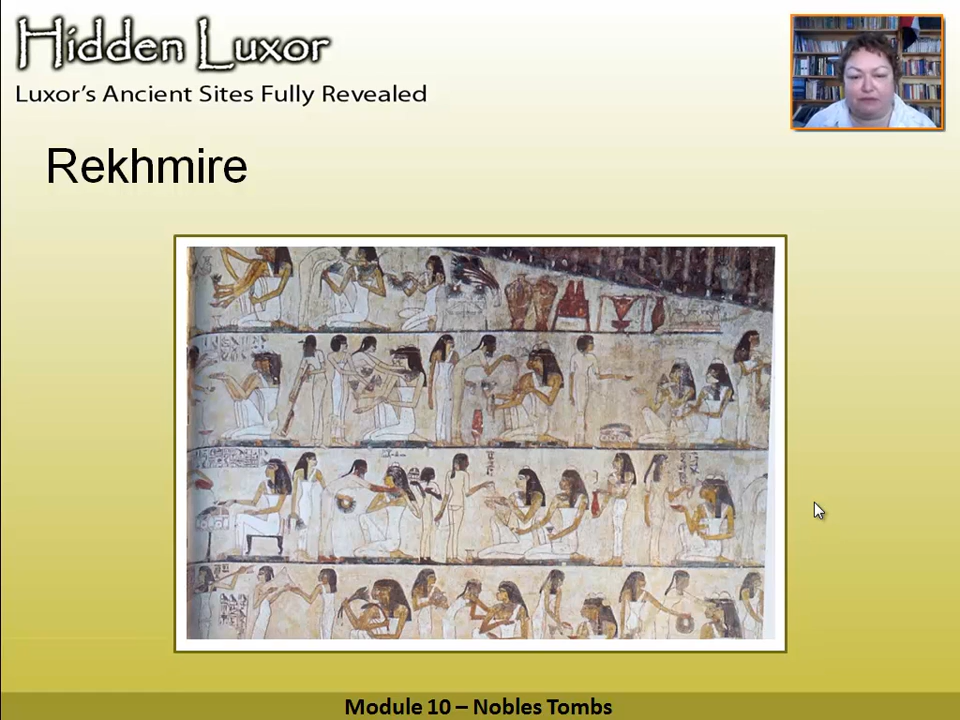 Hidden Luxor
Luxor's Ancient Sites Fully Revealed
Rekhmire
Module 10 – Nobles Tombs